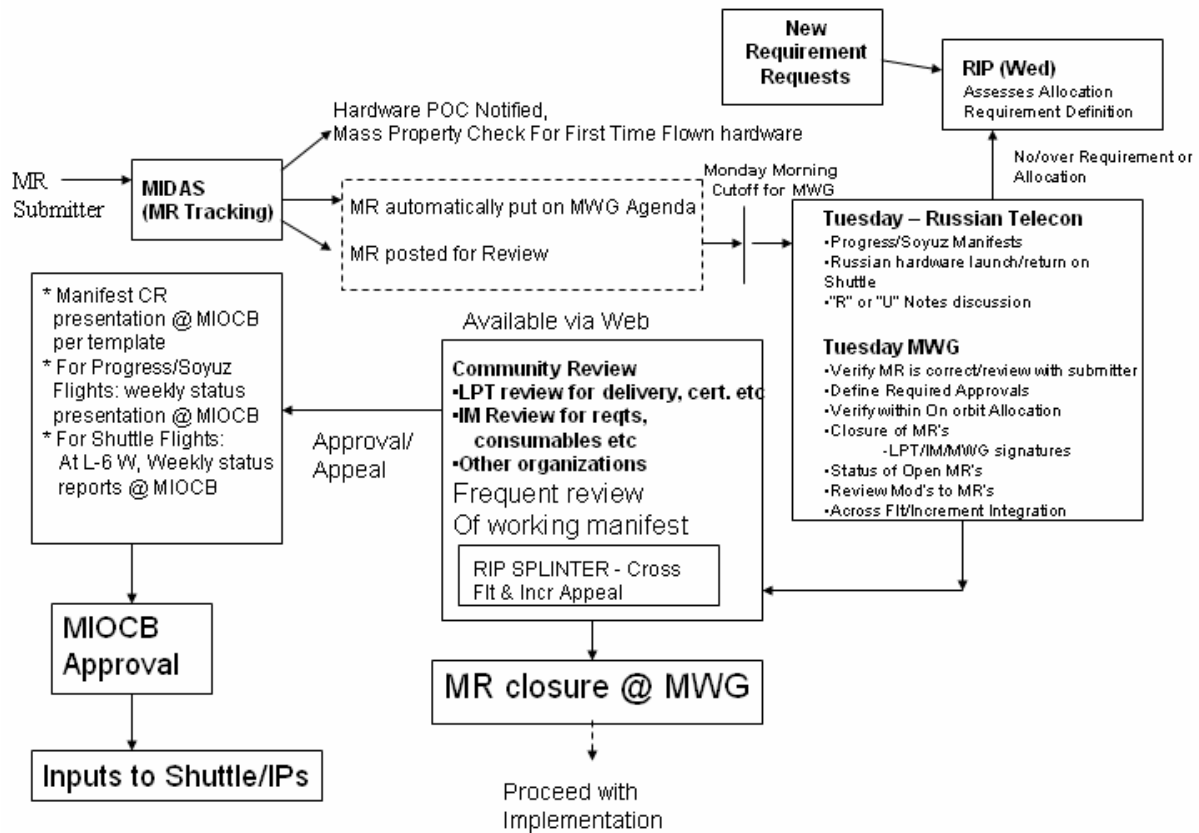 New
Requirement
Requests
RIP (Wed)
Assesses Allocation
Requirement Definition
Hardware POC Notified,
Mass Property Check For First Time Flown hardware
No/over Requirement or
Allocation
MR
Submitter
MIDAS
(MR Tracking)
MR automatically put on MWG Agenda
MR posted for Review
Monday Morning
Cutoff for MWG
Tuesday – Russian Telecon
•Progress/Soyuz Manifests
•Russian hardware launch/return on
Shuttle
•"R" or "U" Notes discussion
Tuesday MWG
•Verify MR is correct/review with submitter
•Define Required Approvals
•Verify within On orbit Allocation
•Closure of MR's
-LPT/IM/MWG signatures
•Status of Open MR's
•Review Mod's to MR's
•Across Flt/Increment Integration
* Manifest CR
presentation @ MIOCB
per template
* For Progress/Soyuz
Flights: weekly status
presentation @ MIOCB
* For Shuttle Flights:
At L-6 W, Weekly status
reports @ MIOCB
Approval/
Appeal
Available via Web
Community Review
•LPT review for delivery, cert. etc
•IM Review for reqts,
consumables etc
•Other organizations
Frequent review
Of working manifest
RIP SPLINTER - Cross
Flt & Incr Appeal
MIOCB
Approval
MR closure @ MWG
Inputs to Shuttle/IPs
Proceed with
Implementation